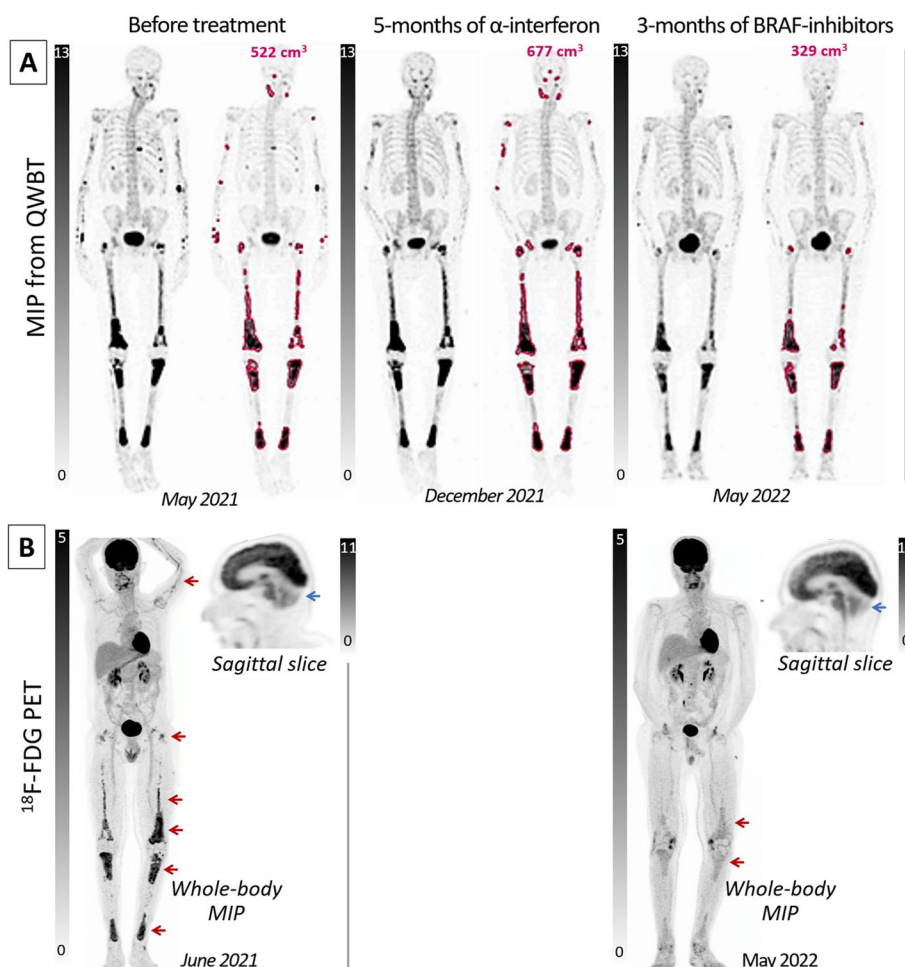 Before treatment
5-months of α-interferon
3-months of BRAF-inhibitors
A
MIP from QWBT
13
0
522 cm³
May 2021
13
0
677 cm³
December 2021
13
0
329 cm³
May 2022
B
¹⁸F-FDG PET
5
0
11
0
Sagittal slice
Whole-body
MIP
June 2021
5
0
1
0
Sagittal slice
Whole-body
MIP
May 2022